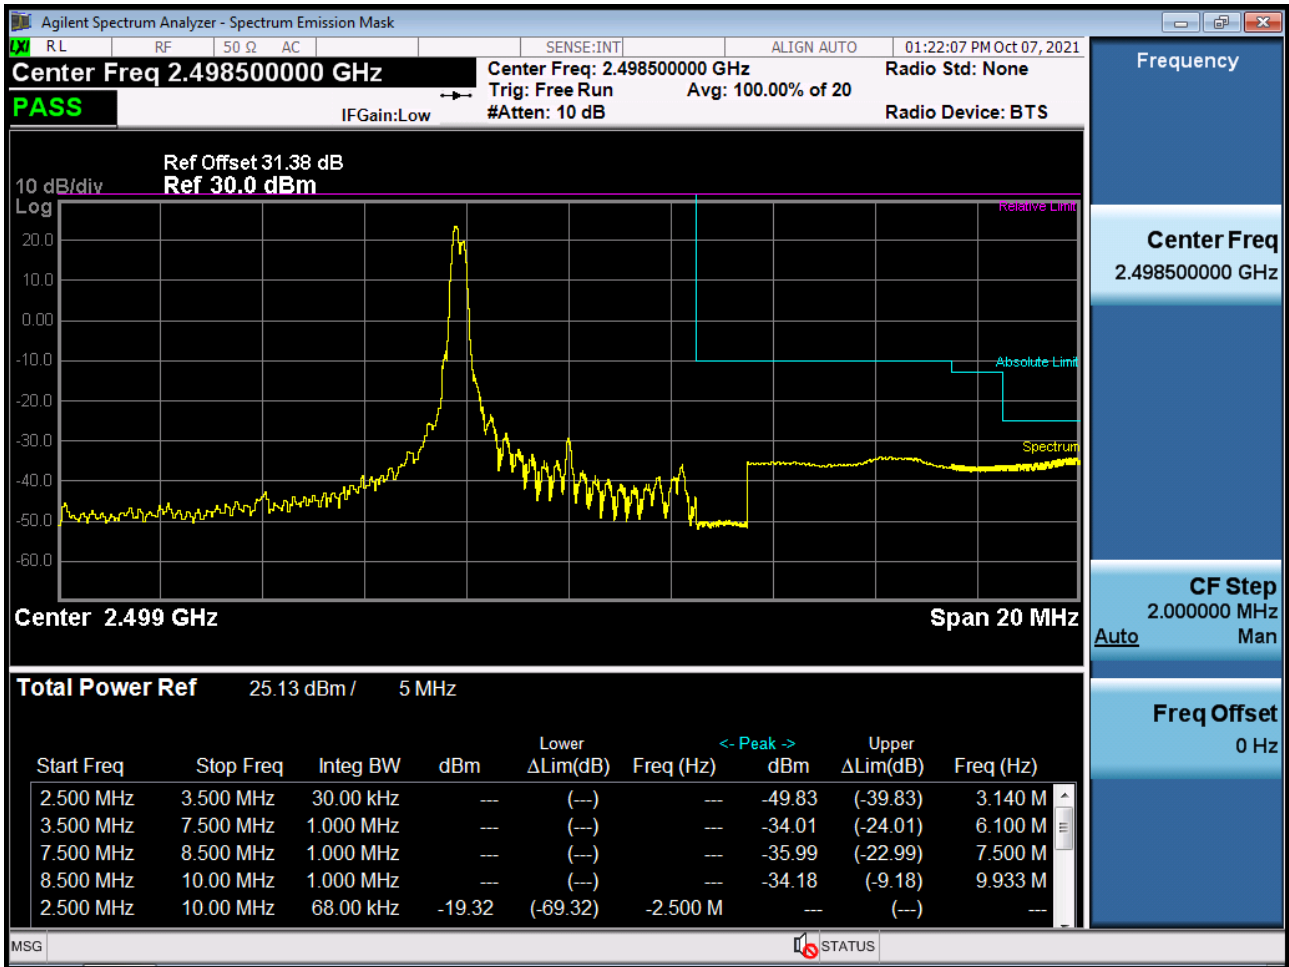 Agilent Spectrum Analyzer - Spectrum Emission Mask
LXI RL RF 50 Ω AC SENSE:INT ALIGN AUTO 01:22:07 PM Oct 07, 2021
Center Freq 2.498500000 GHz
Center Freq: 2.498500000 GHz Radio Std: None
Trig: Free Run Avg: 100.00% of 20
PASS
IFGain:Low #Atten: 10 dB Radio Device: BTS
Ref Offset 31.38 dB
10 dB/div Ref 30.0 dBm
Log
Relative Limit
20.0
10.0
0.00
-10.0
Absolute Limit
-20.0
-30.0
Spectrum
-40.0
-50.0
-60.0
Center 2.499 GHz Span 20 MHz
Total Power Ref 25.13 dBm / 5 MHz
Lower <- Peak -> Upper
Start Freq Stop Freq Integ BW dBm ΔLim(dB) Freq (Hz) dBm ΔLim(dB) Freq (Hz)
2.500 MHz 3.500 MHz 30.00 kHz --- (---) --- -49.83 (-39.83) 3.140 M
3.500 MHz 7.500 MHz 1.000 MHz --- (---) --- -34.01 (-24.01) 6.100 M
7.500 MHz 8.500 MHz 1.000 MHz --- (---) --- -35.99 (-22.99) 7.500 M
8.500 MHz 10.00 MHz 1.000 MHz --- (---) --- -34.18 (-9.18) 9.933 M
2.500 MHz 10.00 MHz 68.00 kHz -19.32 (-69.32) -2.500 M --- (---) ---
MSG STATUS
Frequency
Center Freq
2.498500000 GHz
CF Step
2.000000 MHz
Auto Man
Freq Offset
0 Hz